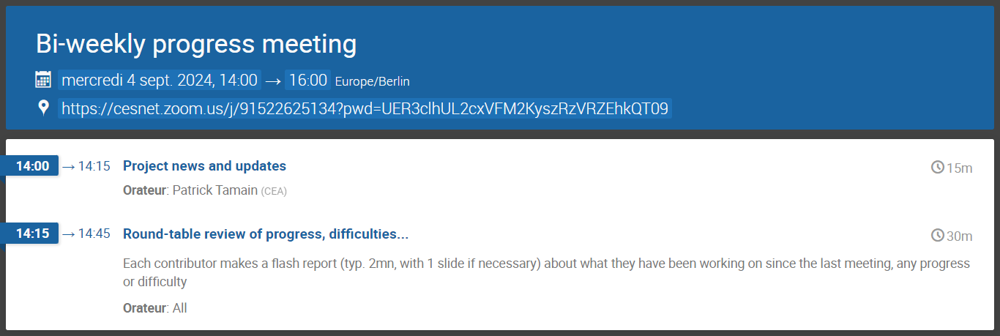 Bi-weekly progress meeting
mercredi 4 sept. 2024, 14:00 → 16:00 Europe/Berlin
https://cesnet.zoom.us/j/91522625134?pwd=UER3clhUL2cxVFM2KyszRzVRZEhkQT09
14:00 → 14:15 Project news and updates 15m
Orateur: Patrick Tamain (CEA)
14:15 → 14:45 Round-table review of progress, difficulties... 30m
Each contributor makes a flash report (typ. 2mn, with 1 slide if necessary) about what they have been working on since the last meeting, any progress
or difficulty
Orateur: All